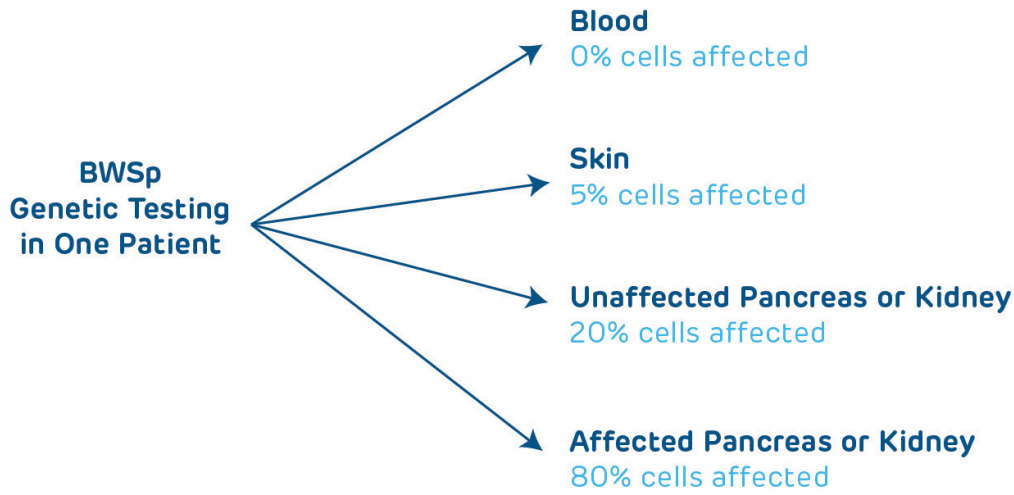 BWSp
Genetic Testing
in One Patient
Blood
0% cells affected
Skin
5% cells affected
Unaffected Pancreas or Kidney
20% cells affected
Affected Pancreas or Kidney
80% cells affected